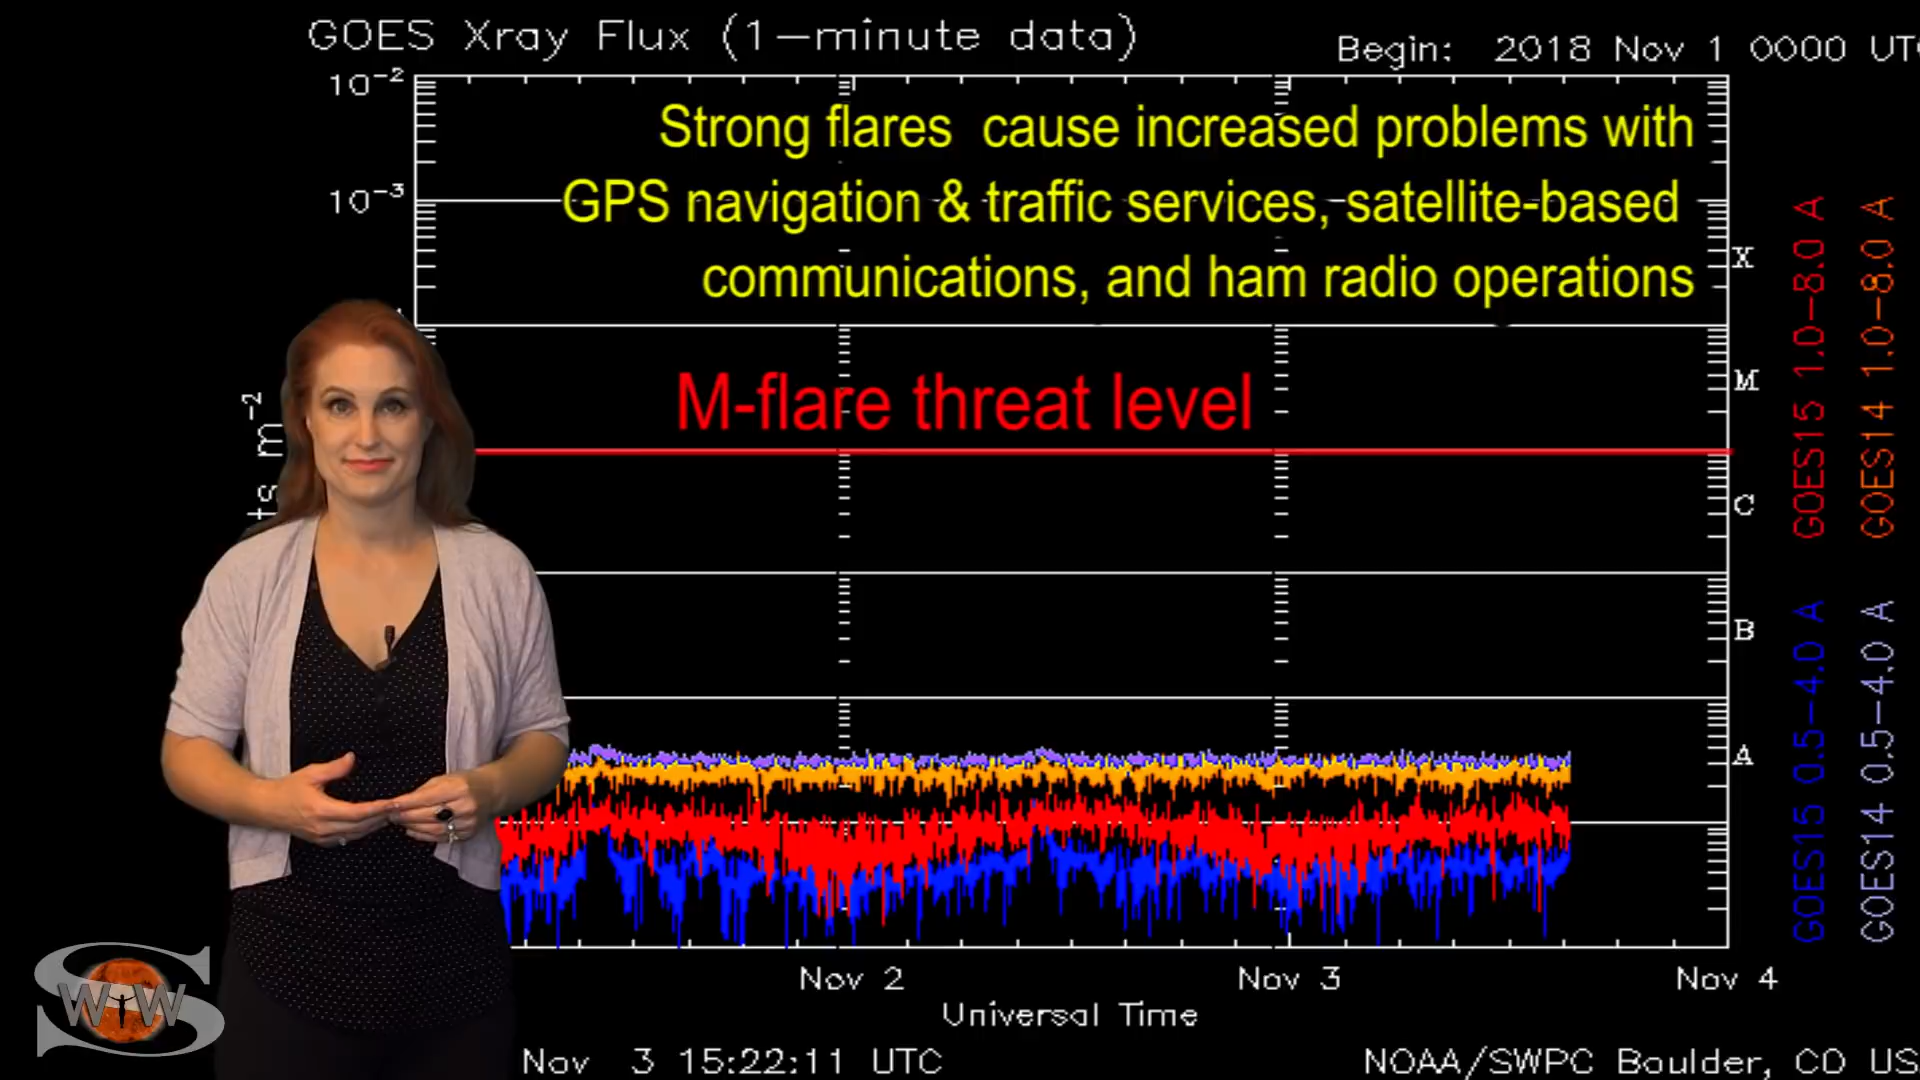 GOES Xray Flux (1-minute data)
Begin: 2018 Nov 1 0000 UTC
10-2
Strong flares cause increased problems with
10-3
GPS navigation & traffic services, satellite-based
X
communications, and ham radio operations
M-flare threat level
M
m-2
C
B
A
GOES15 1.0-8.0 A
GOES14 1.0-8.0 A
GOES15 0.5-4.0 A
GOES14 0.5-4.0 A
Nov 2
Nov 3
Nov 4
Universal Time
Nov 3 15:22:11 UTC
NOAA/SWPC Boulder, CO US
S
WTW